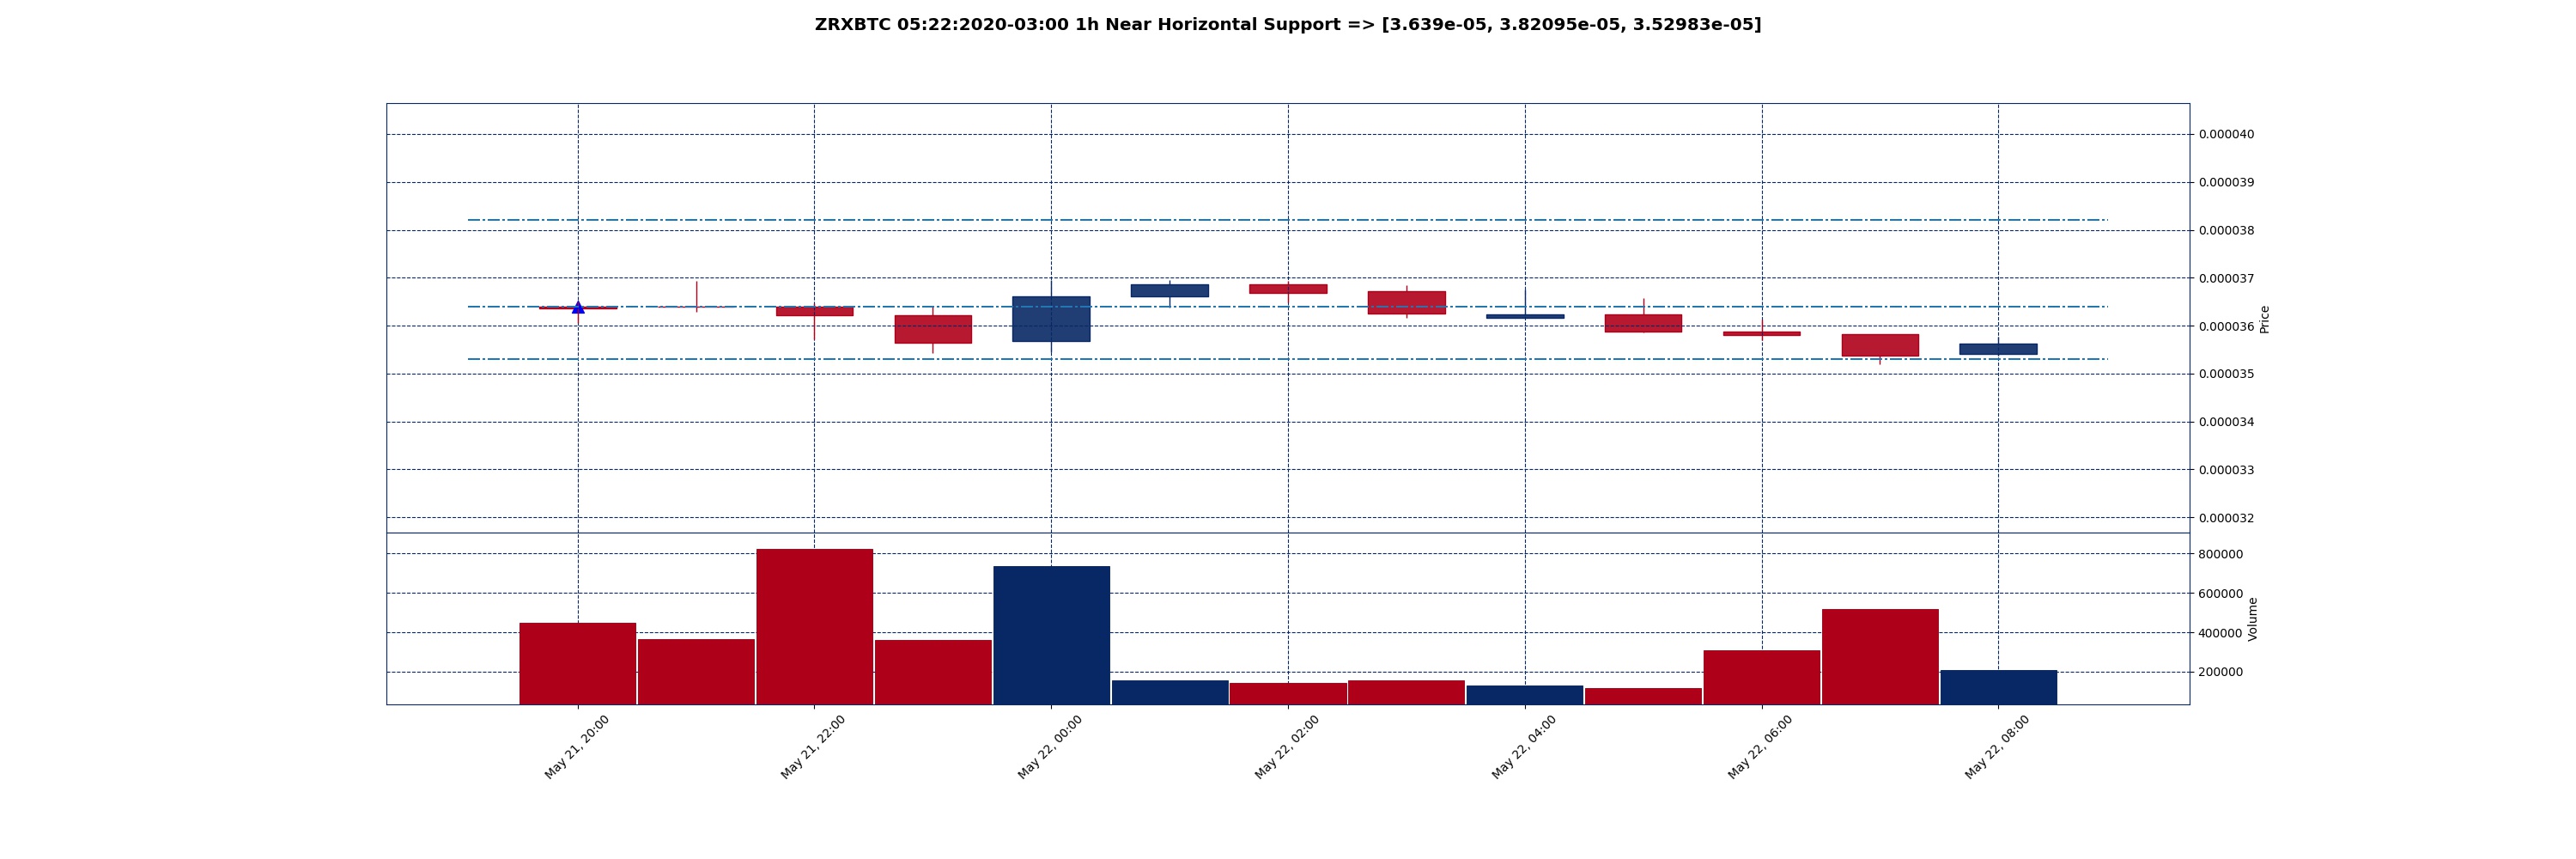 ZRXBTC 05:22:2020-03:00 1h Near Horizontal Support => [3.639e-05, 3.82095e-05, 3.52983e-05]
0.000040
0.000039
0.000038
0.000037
0.000036
0.000035
0.000034
0.000033
0.000032
Price
800000
600000
400000
200000
Volume
May 21, 20:00
May 21, 22:00
May 22, 00:00
May 22, 02:00
May 22, 04:00
May 22, 06:00
May 22, 08:00